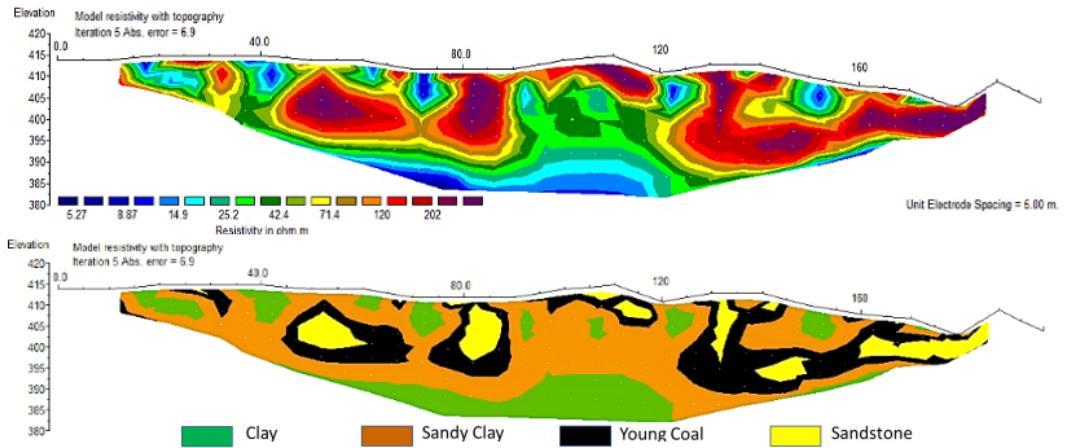 Elevation
Model resistivity with topography
Iteration 5 Abs. error = 6.9
420
415
410
405
400
395
390
385
380
0.0
40.0
80.0
120
160
5.27 8.87 14.9 25.2 42.4 71.4 120 202
Resistivity in ohm.m
Unit Electrode Spacing = 5.00 m.
Elevation
Model resistivity with topography
Iteration 5 Abs. error = 6.9
420
415
410
405
400
395
390
385
380
0.0
40.0
80.0
120
Clay
Sandy Clay
Young Coal
Sandstone